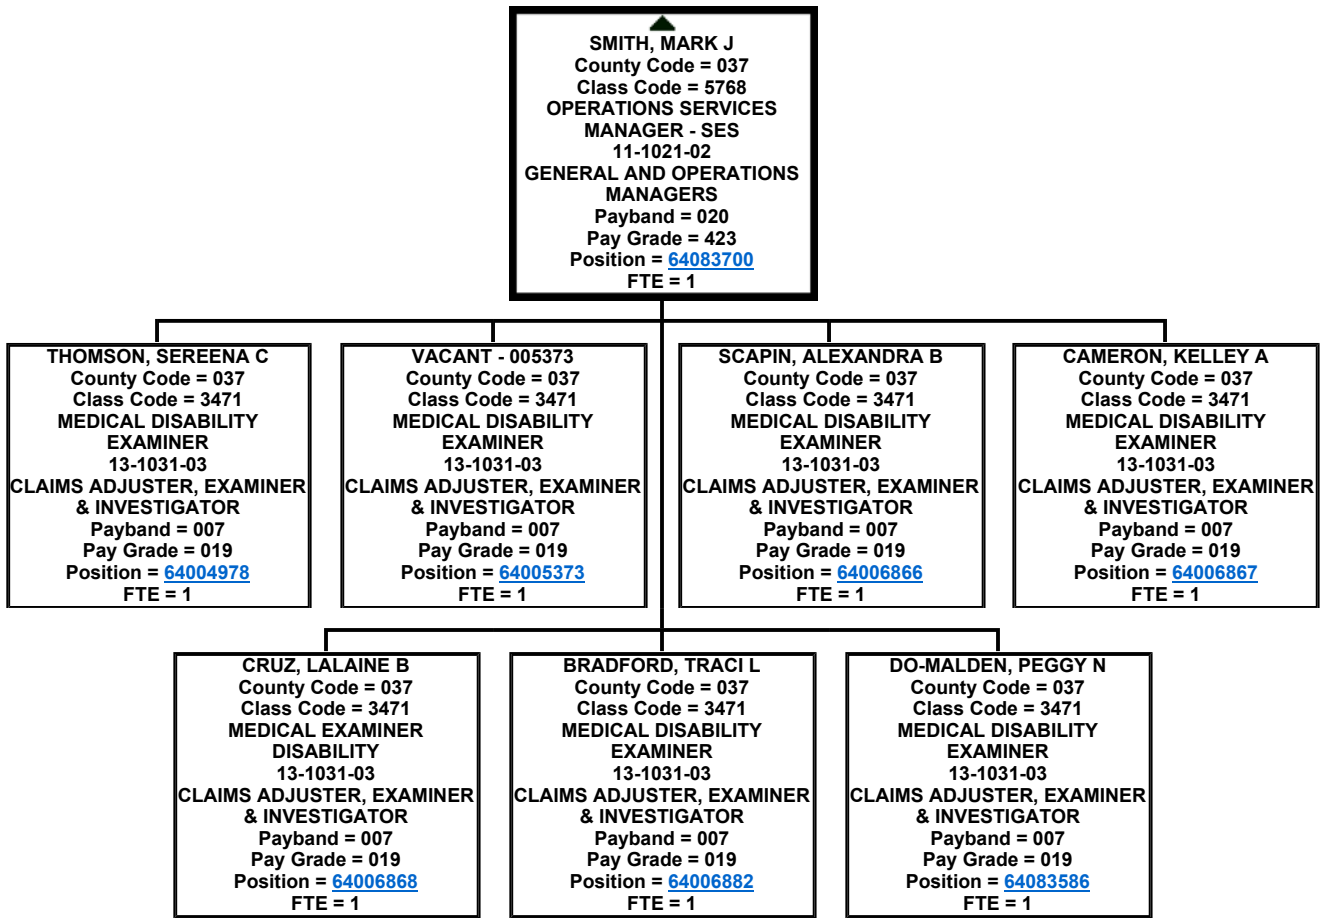 SMITH, MARK J
County Code = 037
Class Code = 5768
OPERATIONS SERVICES
MANAGER - SES
11-1021-02
GENERAL AND OPERATIONS
MANAGERS
Payband = 020
Pay Grade = 423
Position = 64083700
FTE = 1
THOMSON, SEREENA C
County Code = 037
Class Code = 3471
MEDICAL DISABILITY
EXAMINER
13-1031-03
CLAIMS ADJUSTER, EXAMINER
& INVESTIGATOR
Payband = 007
Pay Grade = 019
Position = 64004978
FTE = 1
VACANT - 005373
County Code = 037
Class Code = 3471
MEDICAL DISABILITY
EXAMINER
13-1031-03
CLAIMS ADJUSTER, EXAMINER
& INVESTIGATOR
Payband = 007
Pay Grade = 019
Position = 64005373
FTE = 1
SCAPIN, ALEXANDRA B
County Code = 037
Class Code = 3471
MEDICAL DISABILITY
EXAMINER
13-1031-03
CLAIMS ADJUSTER, EXAMINER
& INVESTIGATOR
Payband = 007
Pay Grade = 019
Position = 64006866
FTE = 1
CAMERON, KELLEY A
County Code = 037
Class Code = 3471
MEDICAL DISABILITY
EXAMINER
13-1031-03
CLAIMS ADJUSTER, EXAMINER
& INVESTIGATOR
Payband = 007
Pay Grade = 019
Position = 64006867
FTE = 1
CRUZ, LALAINE B
County Code = 037
Class Code = 3471
MEDICAL EXAMINER
DISABILITY
13-1031-03
CLAIMS ADJUSTER, EXAMINER
& INVESTIGATOR
Payband = 007
Pay Grade = 019
Position = 64006868
FTE = 1
BRADFORD, TRACI L
County Code = 037
Class Code = 3471
MEDICAL DISABILITY
EXAMINER
13-1031-03
CLAIMS ADJUSTER, EXAMINER
& INVESTIGATOR
Payband = 007
Pay Grade = 019
Position = 64006882
FTE = 1
DO-MALDEN, PEGGY N
County Code = 037
Class Code = 3471
MEDICAL DISABILITY
EXAMINER
13-1031-03
CLAIMS ADJUSTER, EXAMINER
& INVESTIGATOR
Payband = 007
Pay Grade = 019
Position = 64083586
FTE = 1